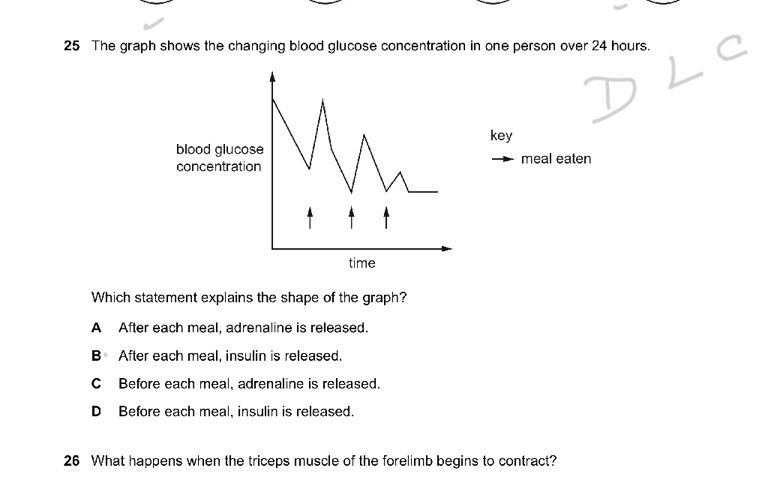 25 The graph shows the changing blood glucose concentration in one person over 24 hours.
D L C
blood glucose
concentration
key
meal eaten
time
Which statement explains the shape of the graph?
A After each meal, adrenaline is released.
B After each meal, insulin is released.
C Before each meal, adrenaline is released.
D Before each meal, insulin is released.
26 What happens when the triceps muscle of the forelimb begins to contract?